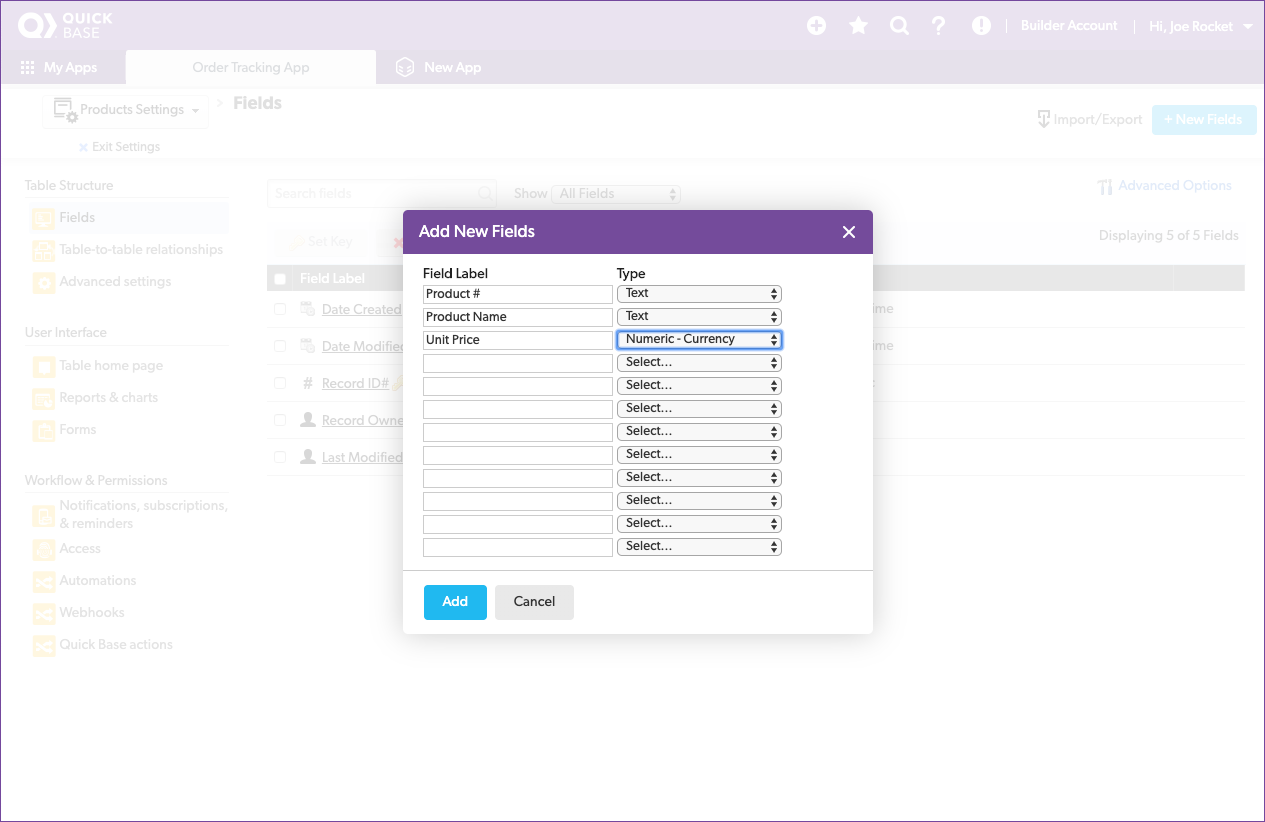 QUICK
BASE
Builder Account
Hi, Joe Rocket
My Apps
Order Tracking App
New App
Products Settings
Fields
Import/Export
+ New Fields
Exit Settings
Table Structure
Search fields
Show All Fields
Advanced Options
Fields
Set Key
Displaying 5 of 5 Fields
Table-to-table relationships
Field Label
Advanced settings
Date Created
Date Modified
Record ID#
Record Owne
Last Modified
User Interface
Table home page
Reports & charts
Forms
Workflow & Permissions
Notifications, subscriptions,
& reminders
Access
Automations
Webhooks
Quick Base actions
Add New Fields
Field Label Type
Product # Text
Product Name Text
Unit Price Numeric - Currency
Select...
Select...
Select...
Select...
Select...
Select...
Select...
Select...
Select...
Add Cancel